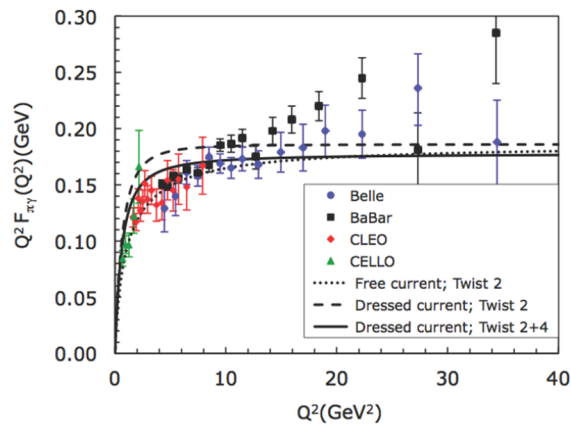 0.30
0.25
0.20
0.15
0.10
0.05
0.00
Q² Fπγ(Q²)(GeV)
Belle
BaBar
CLEO
CELLO
Free current; Twist 2
Dressed current; Twist 2
Dressed current; Twist 2+4
0 10 20 30 40
Q²(GeV²)